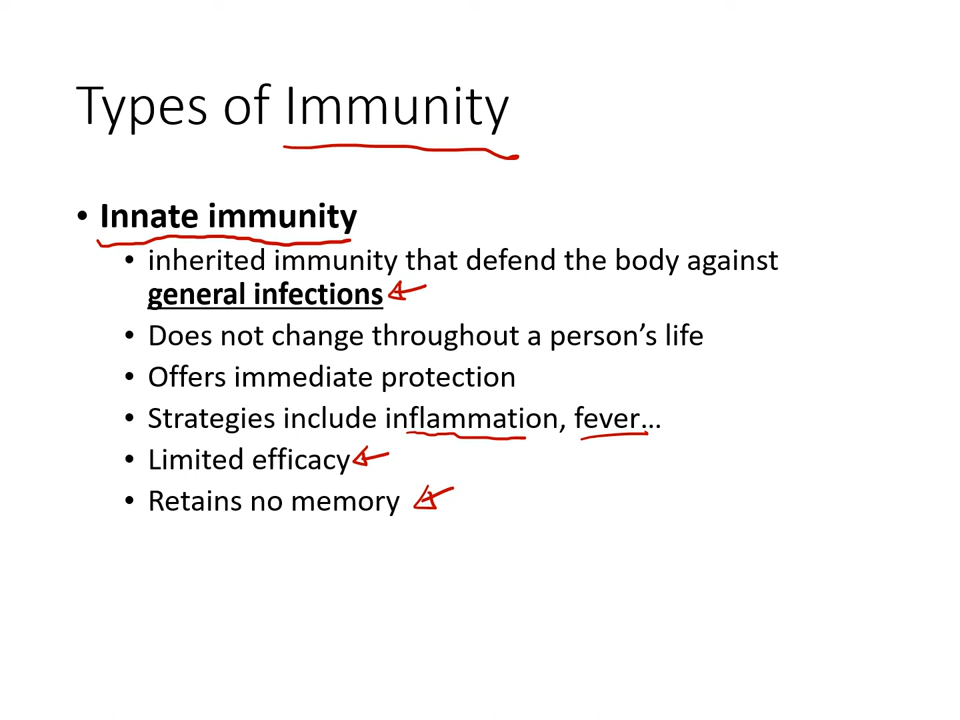 Types of Immunity
• Innate immunity
• inherited immunity that defend the body against
general infections
• Does not change throughout a person's life
• Offers immediate protection
• Strategies include inflammation, fever…
• Limited efficacy
• Retains no memory